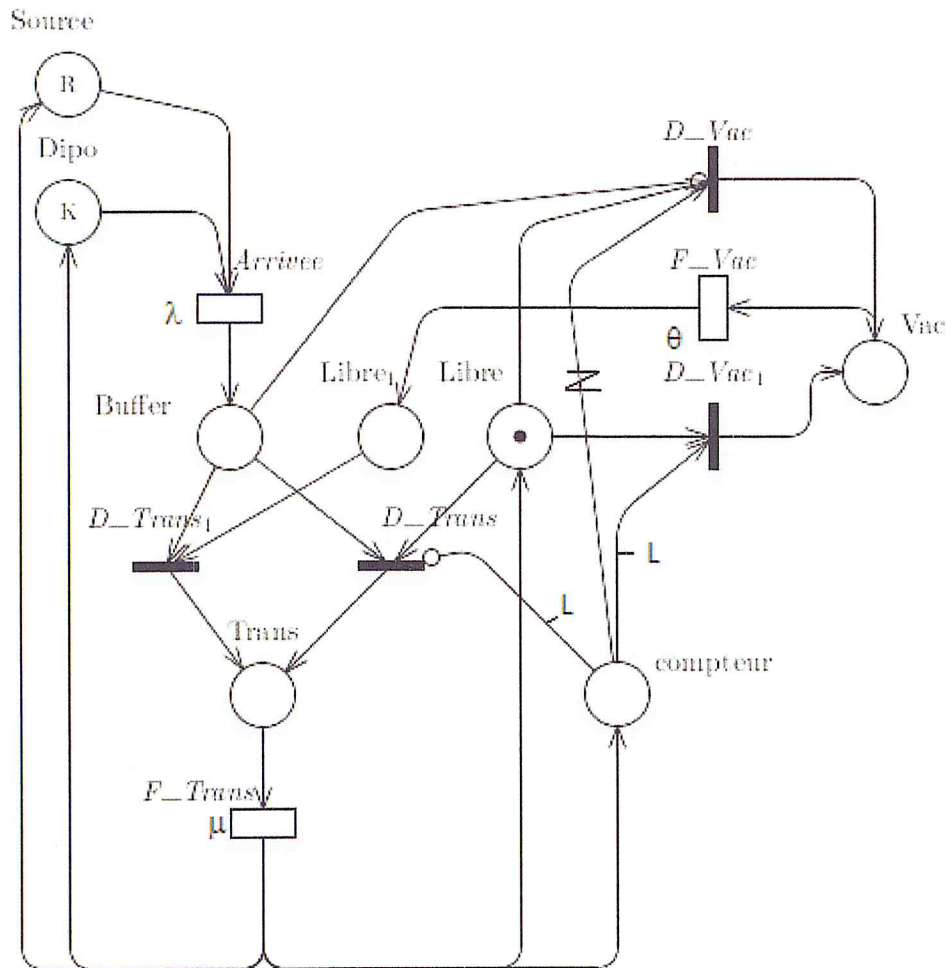 Source
R
Dipo
K
D_Vac
Arrivee
F_Vac
λ
θ
Vac
Libre₁
Libre
D_Vac₁
Buffer
D_Trans₁
D_Trans
L
L
Trans
compteur
F_Trans
μ